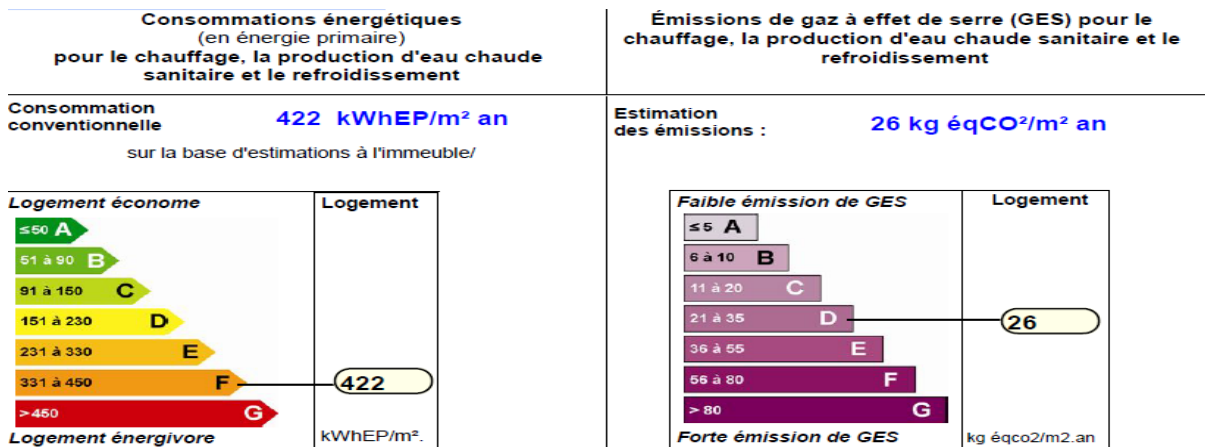 Consommations énergétiques
(en énergie primaire)
pour le chauffage, la production d'eau chaude
sanitaire et le refroidissement
Émissions de gaz à effet de serre (GES) pour le
chauffage, la production d'eau chaude sanitaire et le
refroidissement
Consommation
conventionnelle
422 kWhEP/m² an
sur la base d'estimations à l'immeuble/
Estimation
des émissions :
26 kg éqCO²/m² an
Logement économe
Logement
≤50 A
51 à 90 B
91 à 150 C
151 à 230 D
231 à 330 E
331 à 450 F
422
>450 G
Logement énergivore
kWhEP/m².
Faible émission de GES
Logement
≤5 A
6 à 10 B
11 à 20 C
21 à 35 D
26
36 à 55 E
56 à 80 F
> 80 G
Forte émission de GES
kg éqco2/m2.an